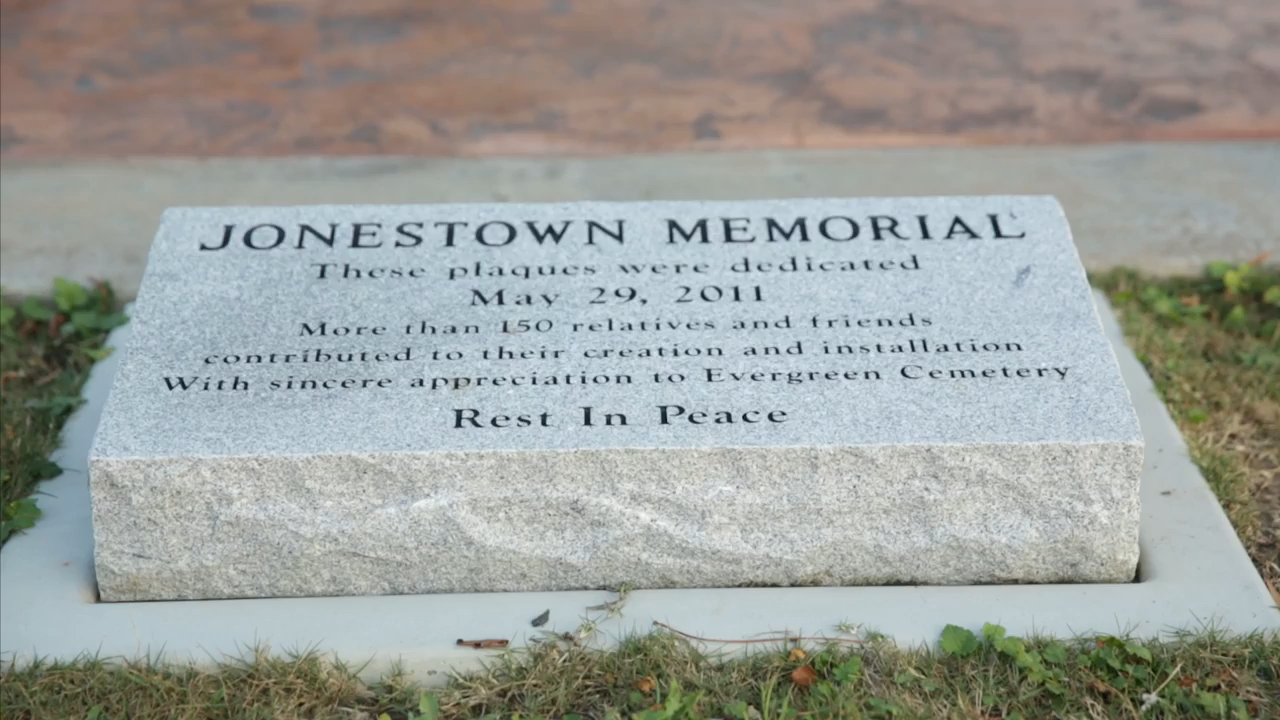 JONESTOWN MEMORIAL
These plaques were dedicated
May 29, 2011
More than 150 relatives and friends
contributed to their creation and installation
With sincere appreciation to Evergreen Cemetery
Rest In Peace